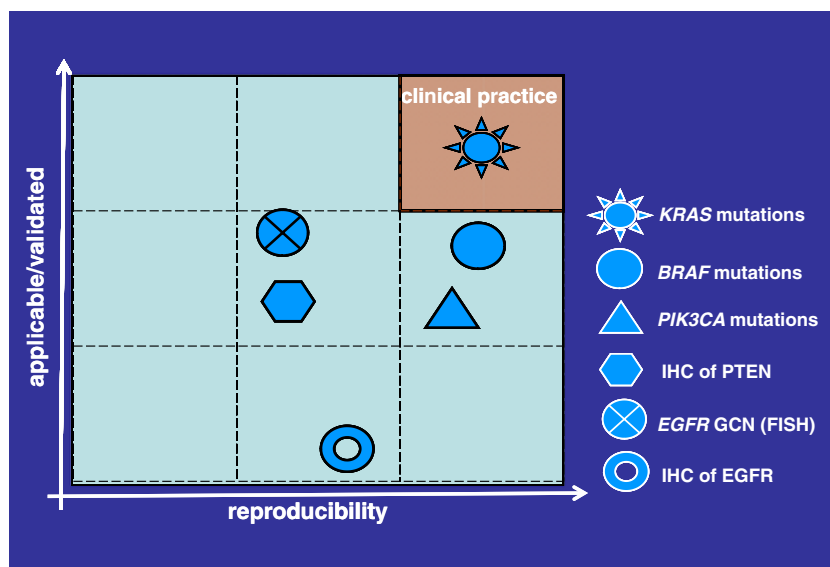 clinical practice
applicable/validated
reproducibility
KRAS mutations
BRAF mutations
PIK3CA mutations
IHC of PTEN
EGFR GCN (FISH)
IHC of EGFR